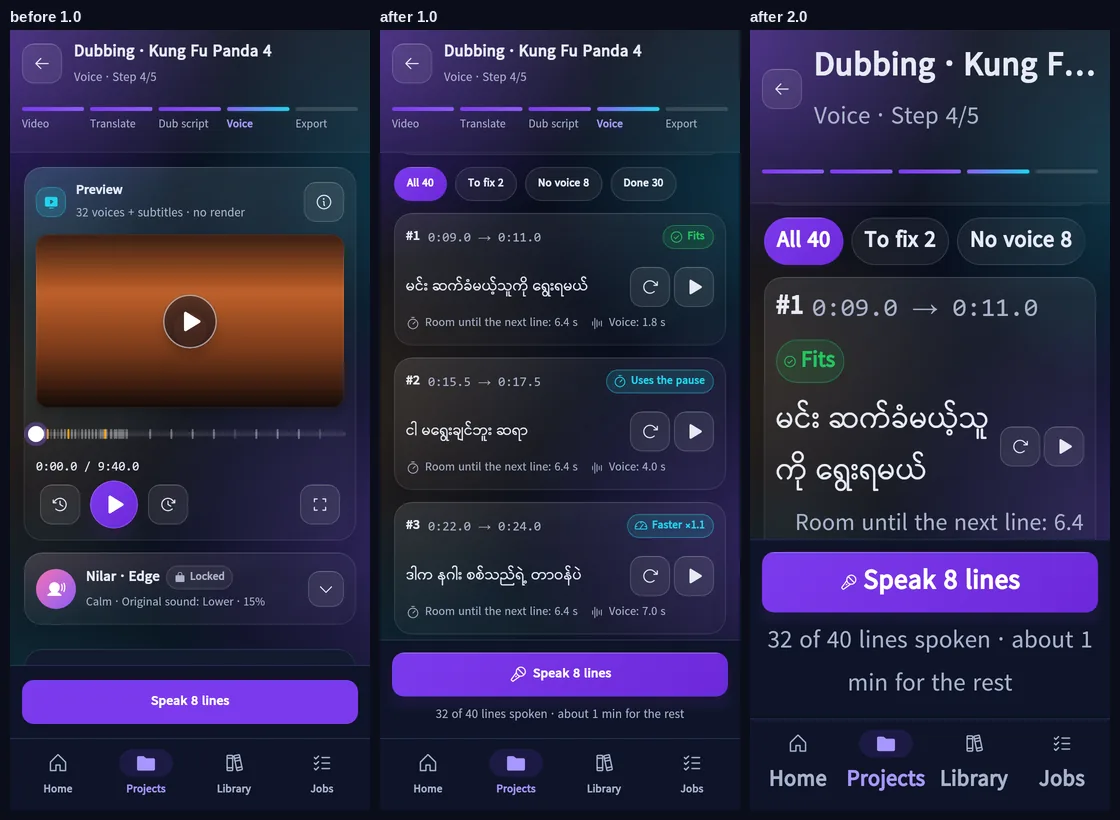 before 1.0
Dubbing · Kung Fu Panda 4
Voice · Step 4/5
Video Translate Dub script Voice Export
Preview
32 voices + subtitles · no render
0:00.0 / 9:40.0
Nilar · Edge Locked
Calm · Original sound: Lower · 15%
Speak 8 lines
Home Projects Library Jobs
after 1.0
Dubbing · Kung Fu Panda 4
Voice · Step 4/5
Video Translate Dub script Voice Export
All 40 To fix 2 No voice 8 Done 30
#1 0:09.0 → 0:11.0 Fits
မင်း ဆက်ခံမယ့်သူကို ရွေးရမယ်
Room until the next line: 6.4 s Voice: 1.8 s
#2 0:15.5 → 0:17.5 Uses the pause
ငါ မရွေးချင်ဘူး ဆရာ
Room until the next line: 6.4 s Voice: 4.0 s
#3 0:22.0 → 0:24.0 Faster ×1.1
ဒါက နဂါး စစ်သည်ရဲ့ တာဝန်ပဲ
Room until the next line: 6.4 s Voice: 7.0 s
Speak 8 lines
32 of 40 lines spoken · about 1 min for the rest
Home Projects Library Jobs
after 2.0
Dubbing · Kung F...
Voice · Step 4/5
All 40 To fix 2 No voice 8
#1 0:09.0 → 0:11.0
Fits
မင်း ဆက်ခံမယ့်သူ
ကို ရွေးရမယ်
Room until the next line: 6.4
Speak 8 lines
32 of 40 lines spoken · about 1
min for the rest
Home Projects Library Jobs